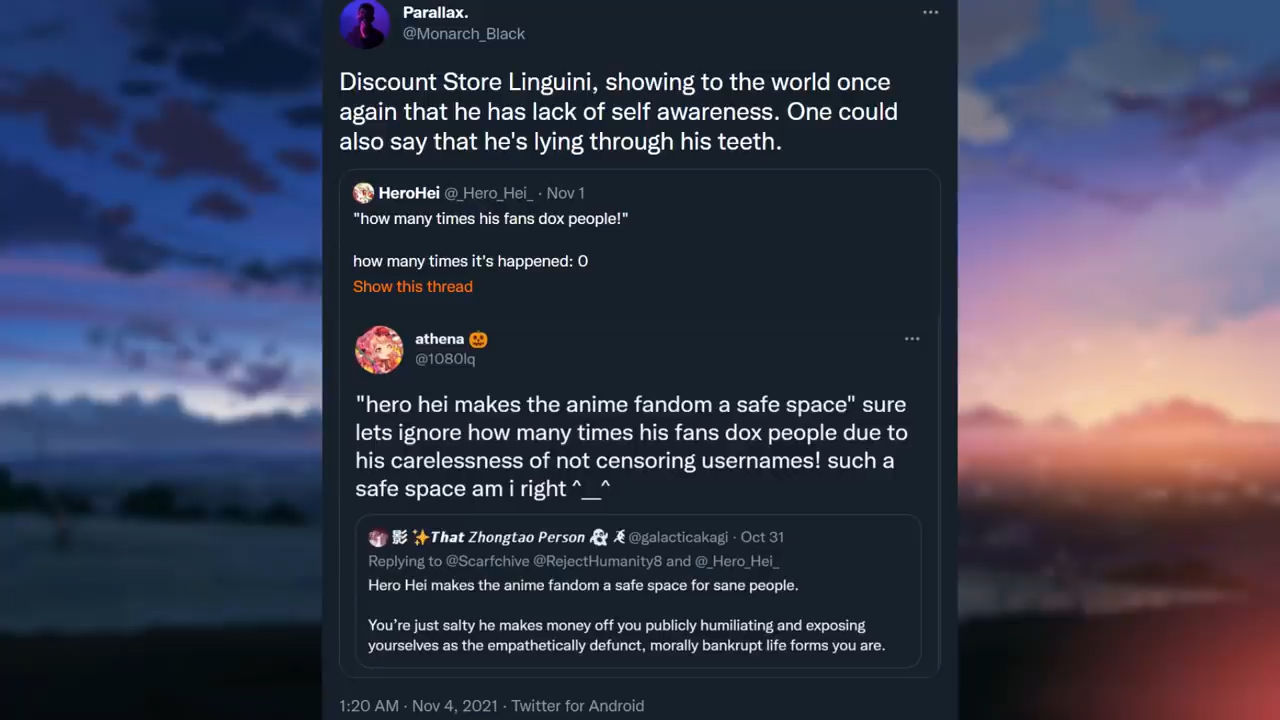 Parallax.
@Monarch_Black
Discount Store Linguini, showing to the world once
again that he has lack of self awareness. One could
also say that he's lying through his teeth.
HeroHei @_Hero_Hei_ · Nov 1
"how many times his fans dox people!"
how many times it's happened: 0
Show this thread
athena 🎃
@1080lq
"hero hei makes the anime fandom a safe space" sure
lets ignore how many times his fans dox people due to
his carelessness of not censoring usernames! such a
safe space am i right ^__^
影 ✨That Zhongtao Person 👻 @galacticakagi · Oct 31
Replying to @Scarfchive @RejectHumanity8 and @_Hero_Hei_
Hero Hei makes the anime fandom a safe space for sane people.
You're just salty he makes money off you publicly humiliating and exposing
yourselves as the empathetically defunct, morally bankrupt life forms you are.
1:20 AM · Nov 4, 2021 · Twitter for Android